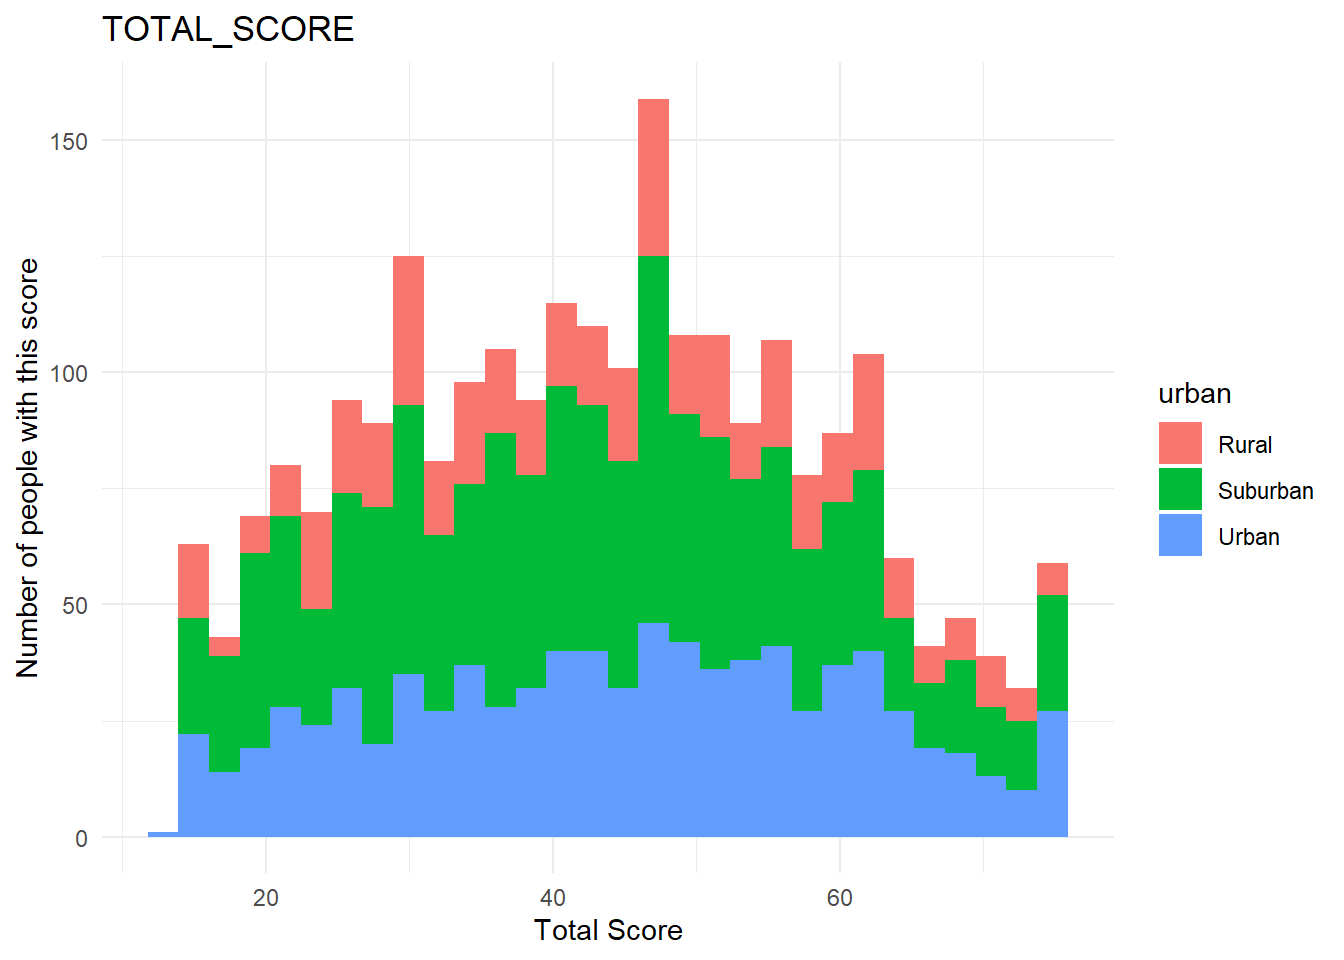 TOTAL_SCORE
Number of people with this score
150
100
50
0
20 40 60
Total Score
urban
Rural
Suburban
Urban